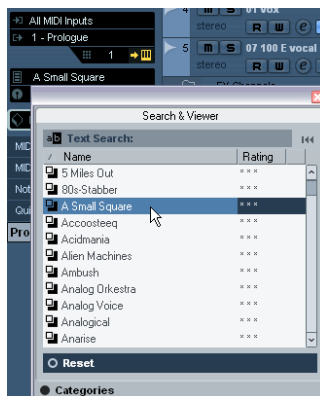 All MIDI Inputs
1 - Prologue
1
A Small Square
4 m S 01 vox
stereo R W e
5 m S 07 100 E vocal
stereo R W e
Search & Viewer
ab Text Search:
Name Rating
5 Miles Out ***
80s-Stabber ***
A Small Square ***
Accoosteeq ***
Acidmania ***
Alien Machines ***
Ambush ***
Analog Orkestra ***
Analog Voice ***
Analogical ***
Anarise ***
Reset
Categories
MID
MID
Not
Qui
Pro